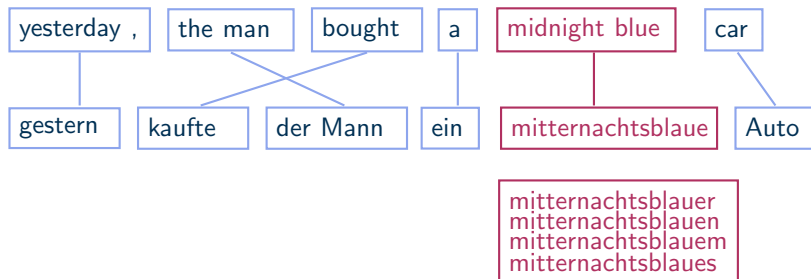 yesterday , the man bought a midnight blue car
gestern kaufte der Mann ein mitternachtsblaue Auto
mitternachtsblauer
mitternachtsblauen
mitternachtsblauem
mitternachtsblaues